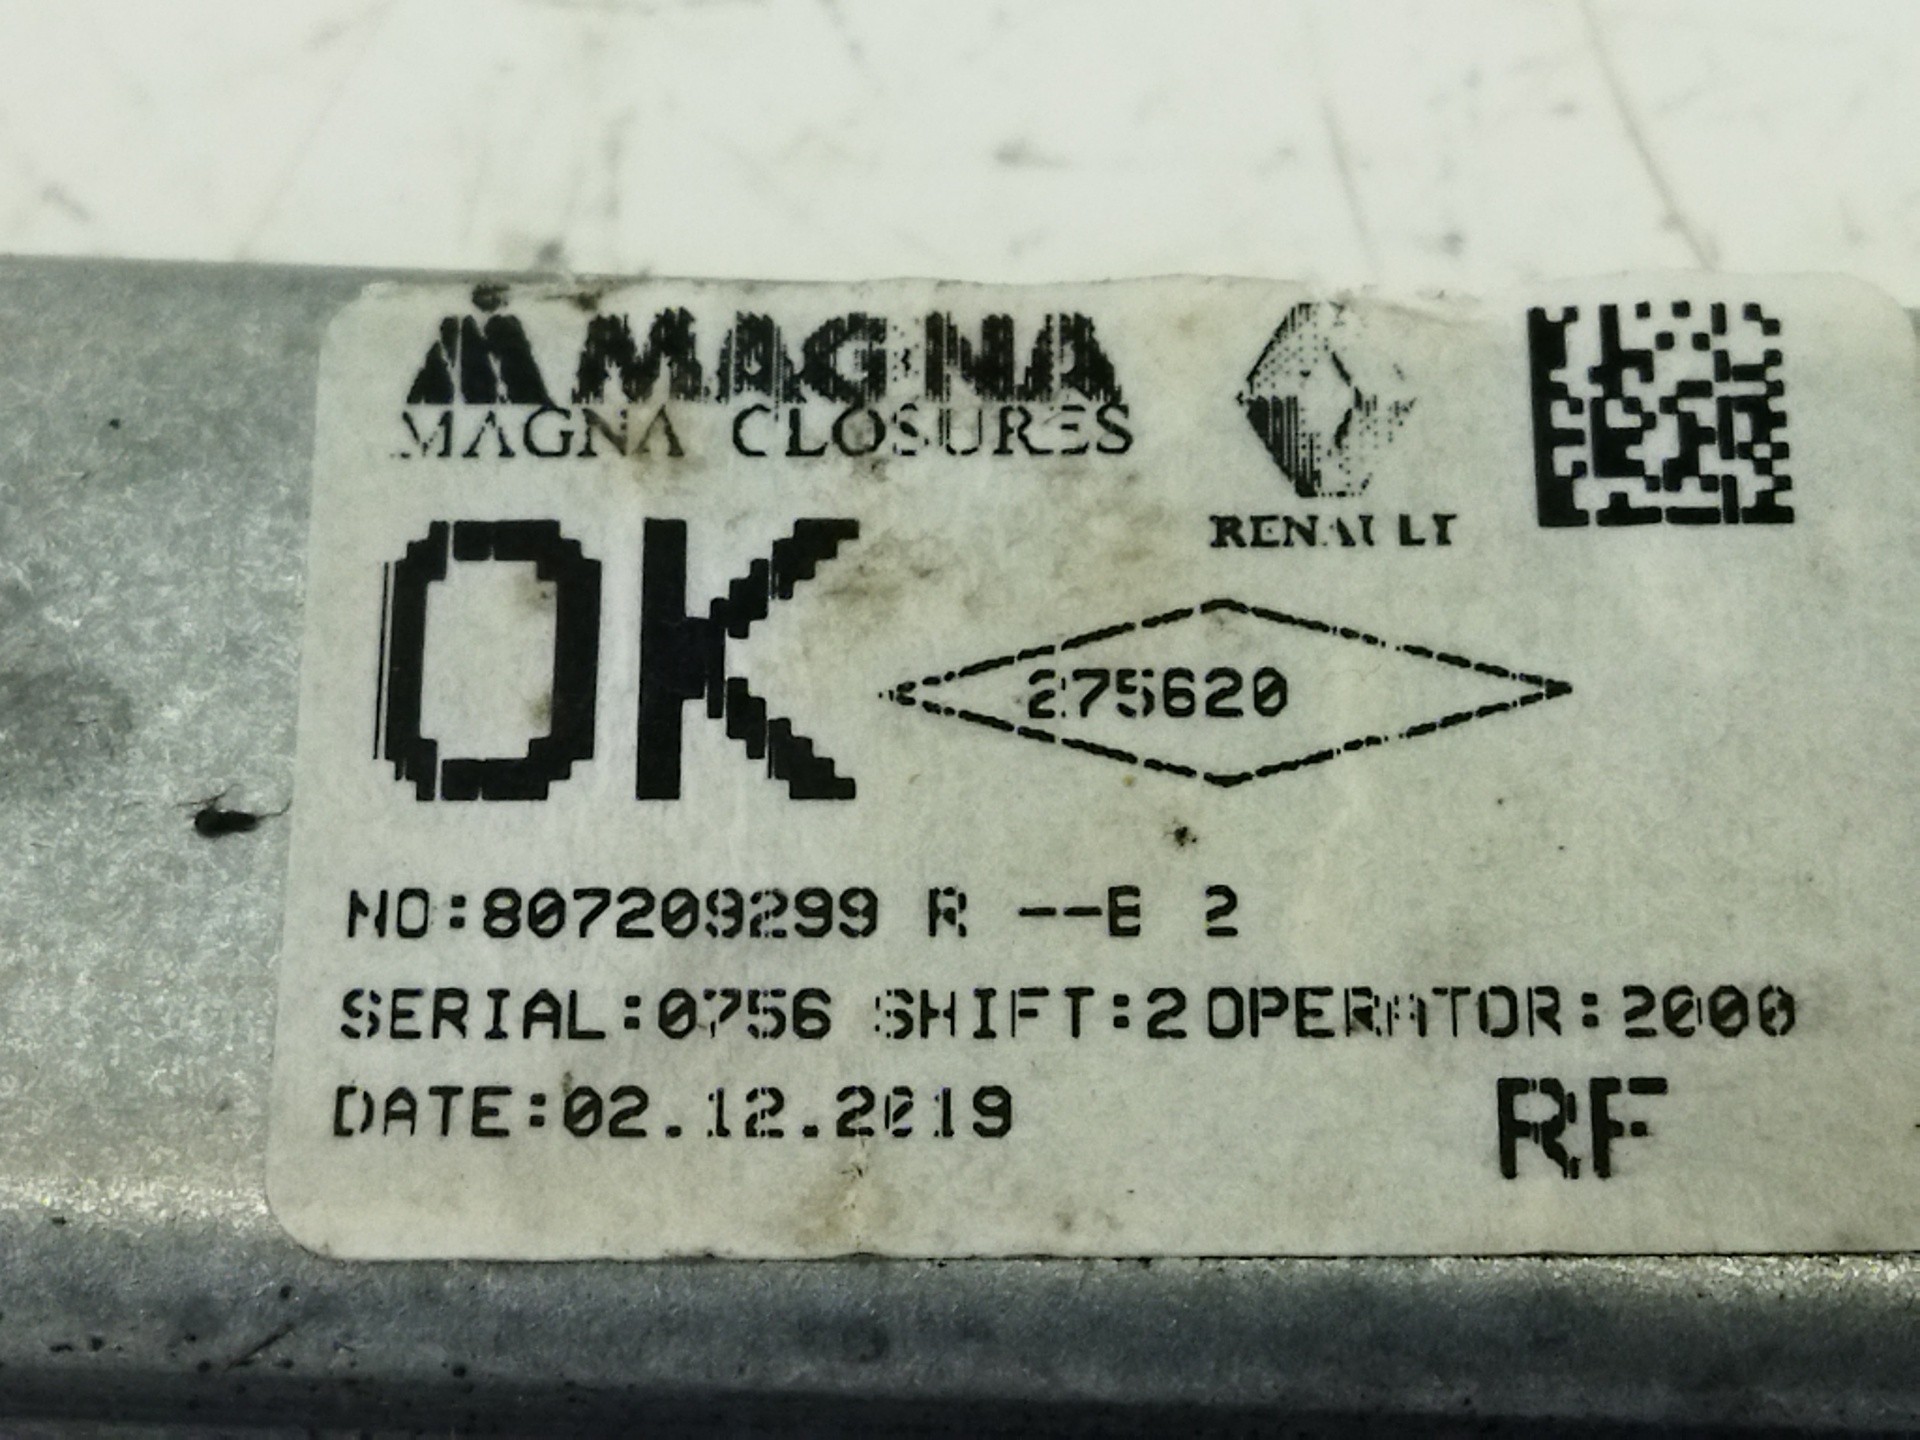 MAGNA
MAGNA CLOSURES
RENAULT
OK
275620
NO:807209299 R --E 2
SERIAL:0756 SHIFT:2 OPERATOR:2000
DATE:02.12.2019
RF